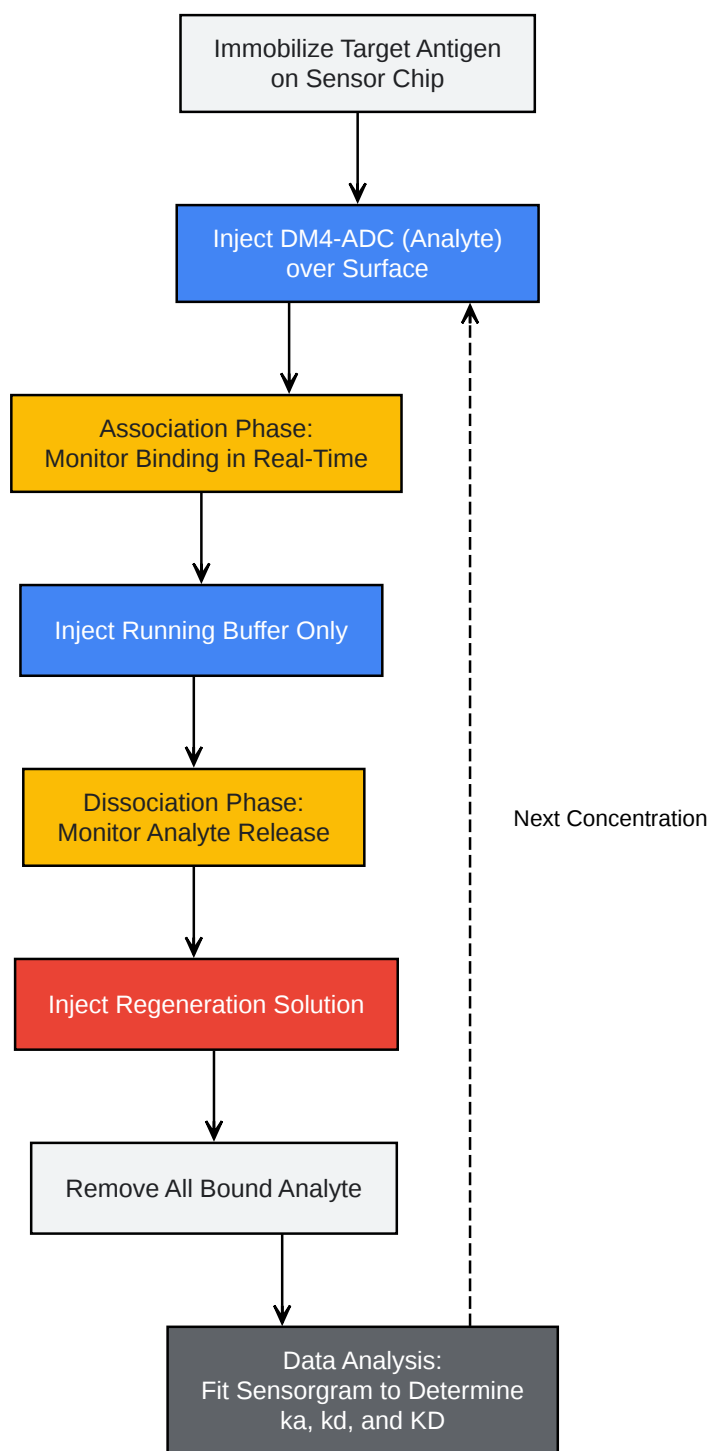 Immobilize Target Antigen
on Sensor Chip
Inject DM4-ADC (Analyte)
over Surface
Association Phase:
Monitor Binding in Real-Time
Inject Running Buffer Only
Dissociation Phase:
Monitor Analyte Release
Next Concentration
Inject Regeneration Solution
Remove All Bound Analyte
Data Analysis:
Fit Sensorgram to Determine
ka, kd, and KD